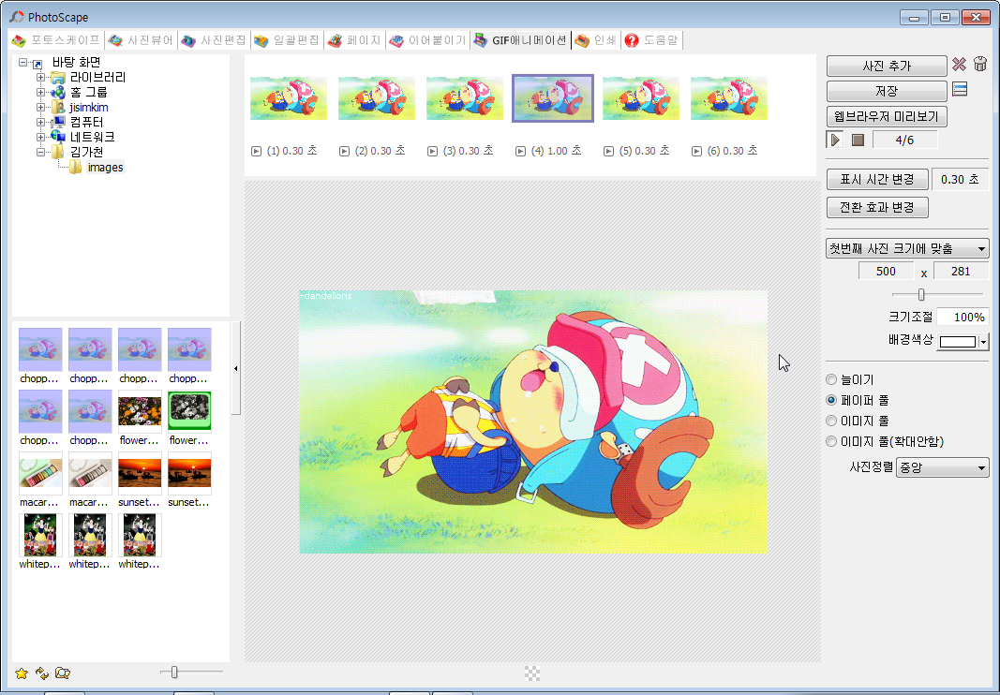 PhotoScape
포토스케이프 사진뷰어 사진편집 일괄편집 페이지 이어붙이기 GIF애니메이션 인쇄 도움말
바탕 화면
라이브러리
홈 그룹
jisimkim
컴퓨터
네트워크
김가천
images
chopp... chopp... chopp... chopp...
chopp... chopp... flower... flower...
macar... macar... sunset... sunset...
whitep... whitep... whitep...
(1) 0.30 초 (2) 0.30 초 (3) 0.30 초 (4) 1.00 초 (5) 0.30 초 (6) 0.30 초
-dandelions
사진 추가
저장
웹브라우저 미리보기
4/6
표시 시간 변경 0.30 초
전환 효과 변경
첫번째 사진 크기에 맞춤
500 x 281
크기조절 100%
배경색상
늘이기
페이퍼 풀
이미지 풀
이미지 풀(확대안함)
사진정렬 중앙